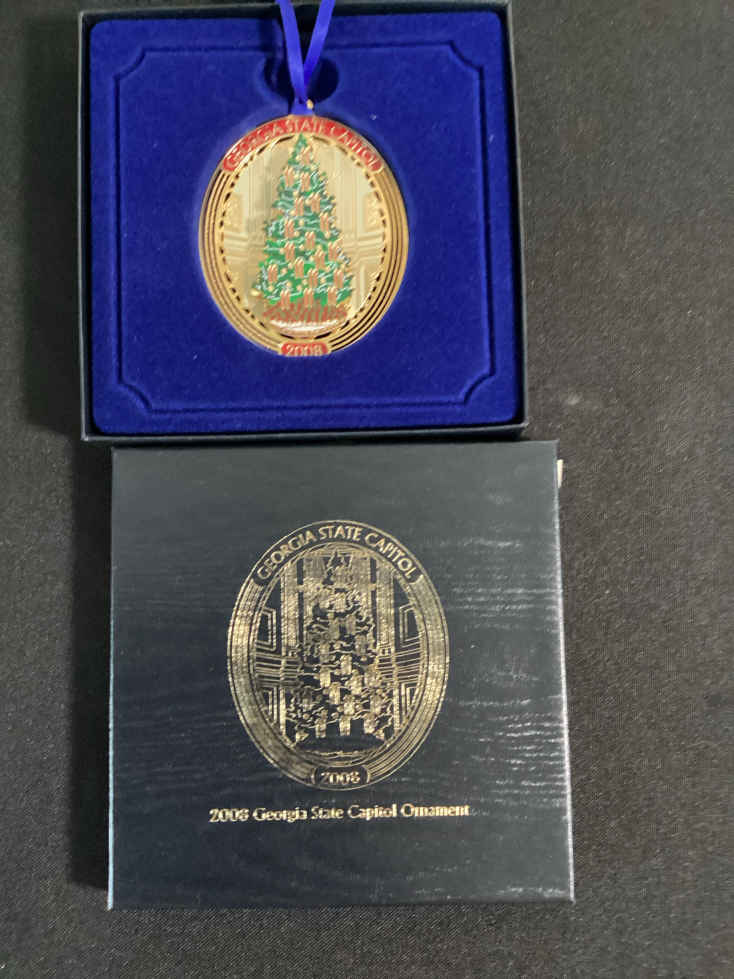 GEORGIA STATE CAPITOL
2008
GEORGIA STATE CAPITOL
2008
2008 Georgia State Capitol Ornament